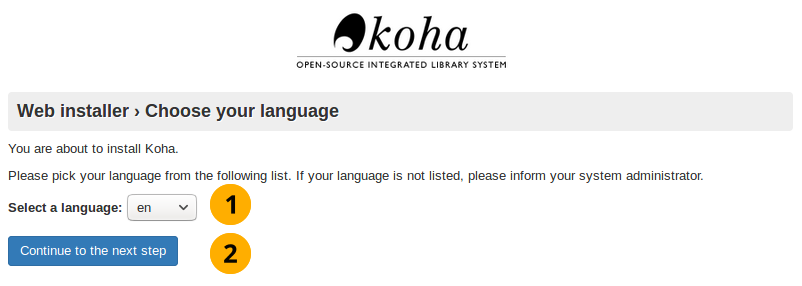 koha
OPEN-SOURCE INTEGRATED LIBRARY SYSTEM
Web installer › Choose your language
You are about to install Koha.
Please pick your language from the following list. If your language is not listed, please inform your system administrator.
Select a language: en 1
Continue to the next step 2